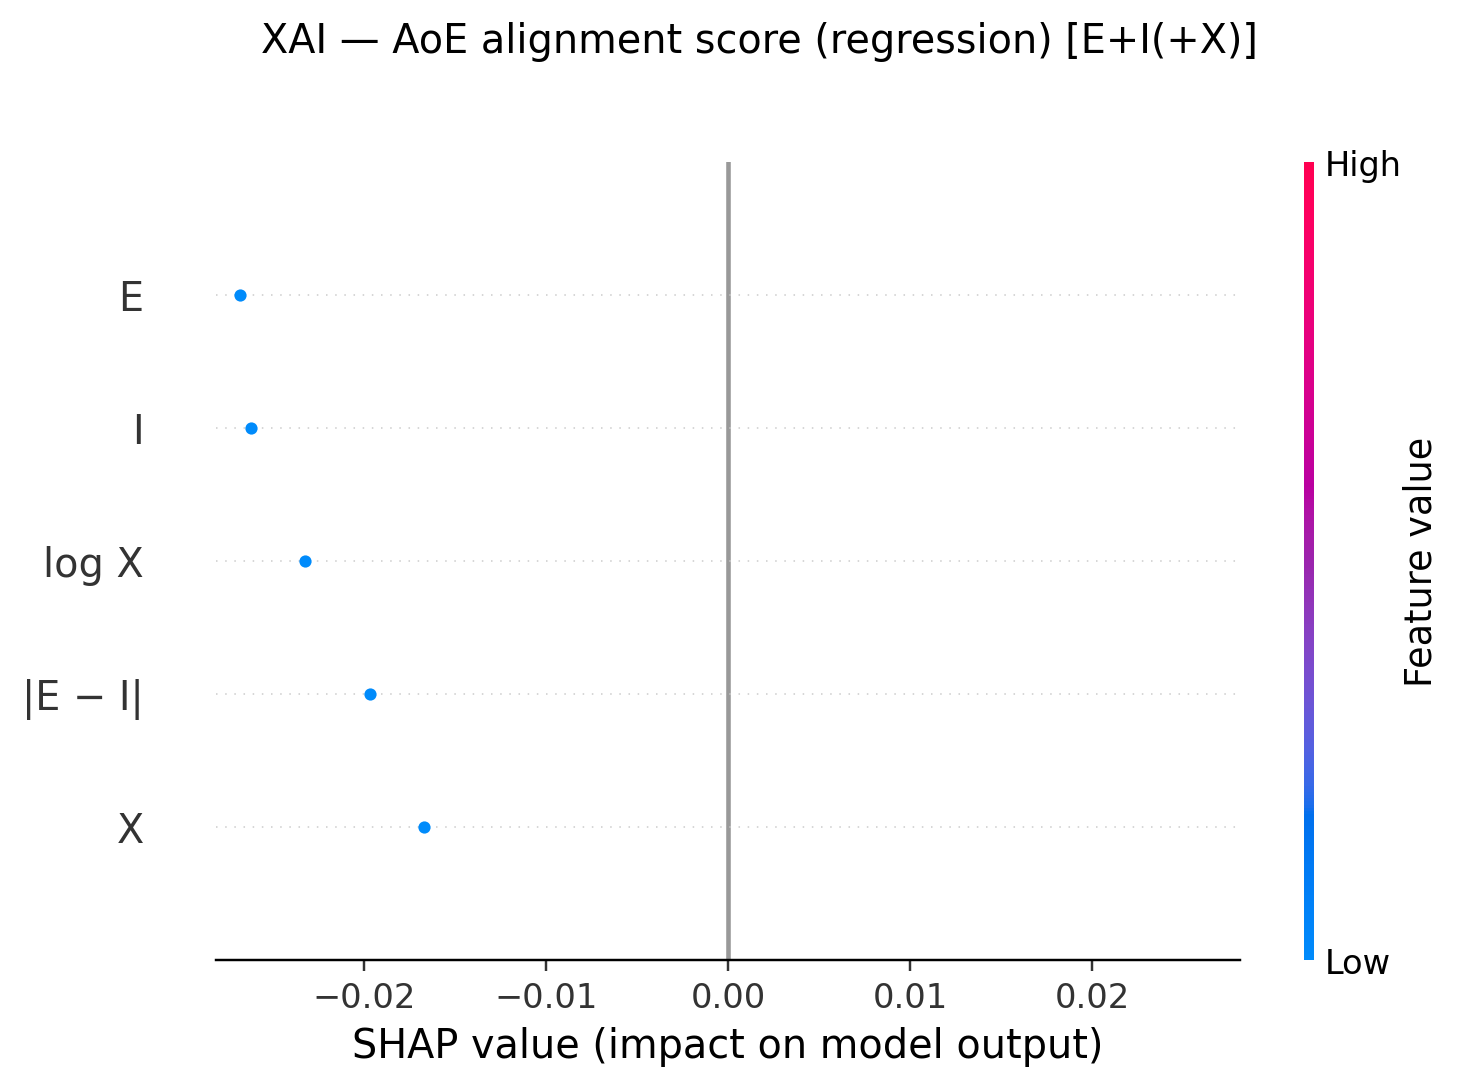 XAI — AoE alignment score (regression) [E+I(+X)]
High
E
I
log X
|E − I|
X
Feature value
Low
−0.02 −0.01 0.00 0.01 0.02
SHAP value (impact on model output)